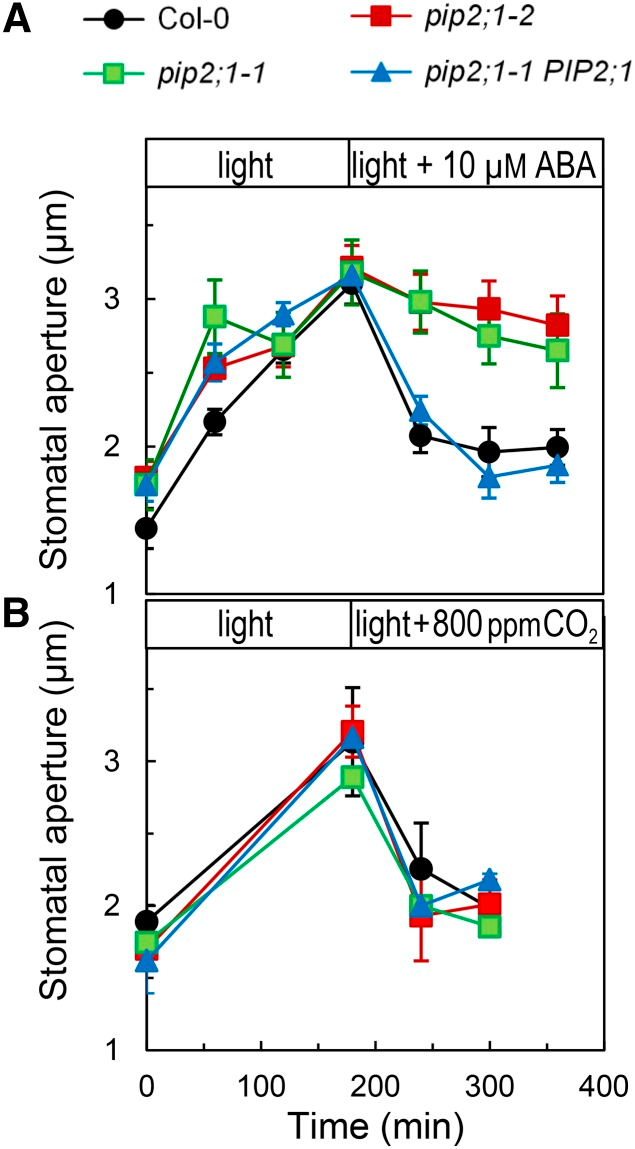 A
Col-0
pip2;1-2
pip2;1-1
pip2;1-1 PIP2;1
light
light + 10 µM ABA
Stomatal aperture (µm)
3
2
1
B
light
light+800 ppm CO₂
Stomatal aperture (µm)
3
2
1
0 100 200 300 400
Time (min)